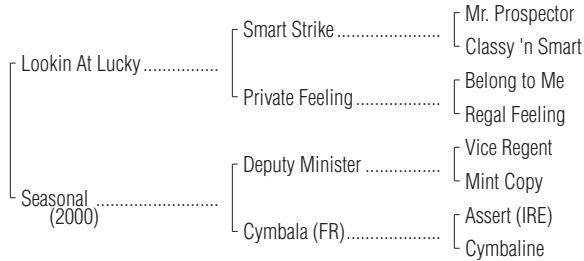 Mr. Prospector
Smart Strike ....................
Classy 'n Smart
Lookin At Lucky ...............
Belong to Me
Private Feeling ................
Regal Feeling
Vice Regent
Deputy Minister ..............
Mint Copy
Seasonal ........................
(2000)
Assert (IRE)
Cymbala (FR)..................
Cymbaline